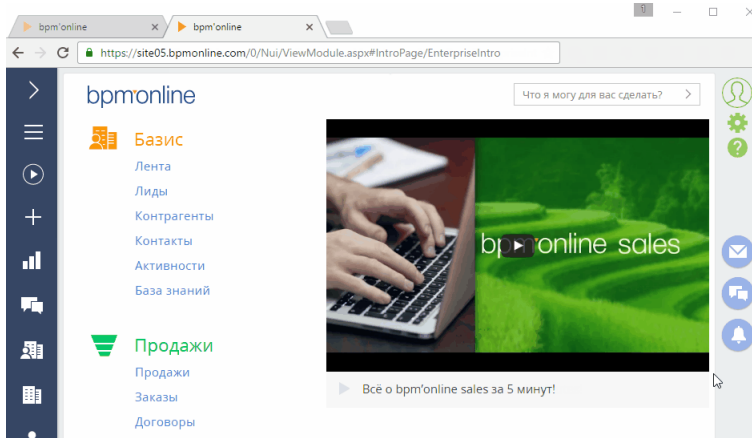 1
bpm'online × bpm'online ×
https://site05.bpmonline.com/0/Nui/ViewModule.aspx#IntroPage/EnterpriseIntro
bpm'online
Что я могу для вас сделать?
Базис
Лента
Лиды
Контрагенты
Контакты
Активности
База знаний
bpm'online sales
Продажи
Продажи
Всё о bpm'online sales за 5 минут!
Заказы
Договоры